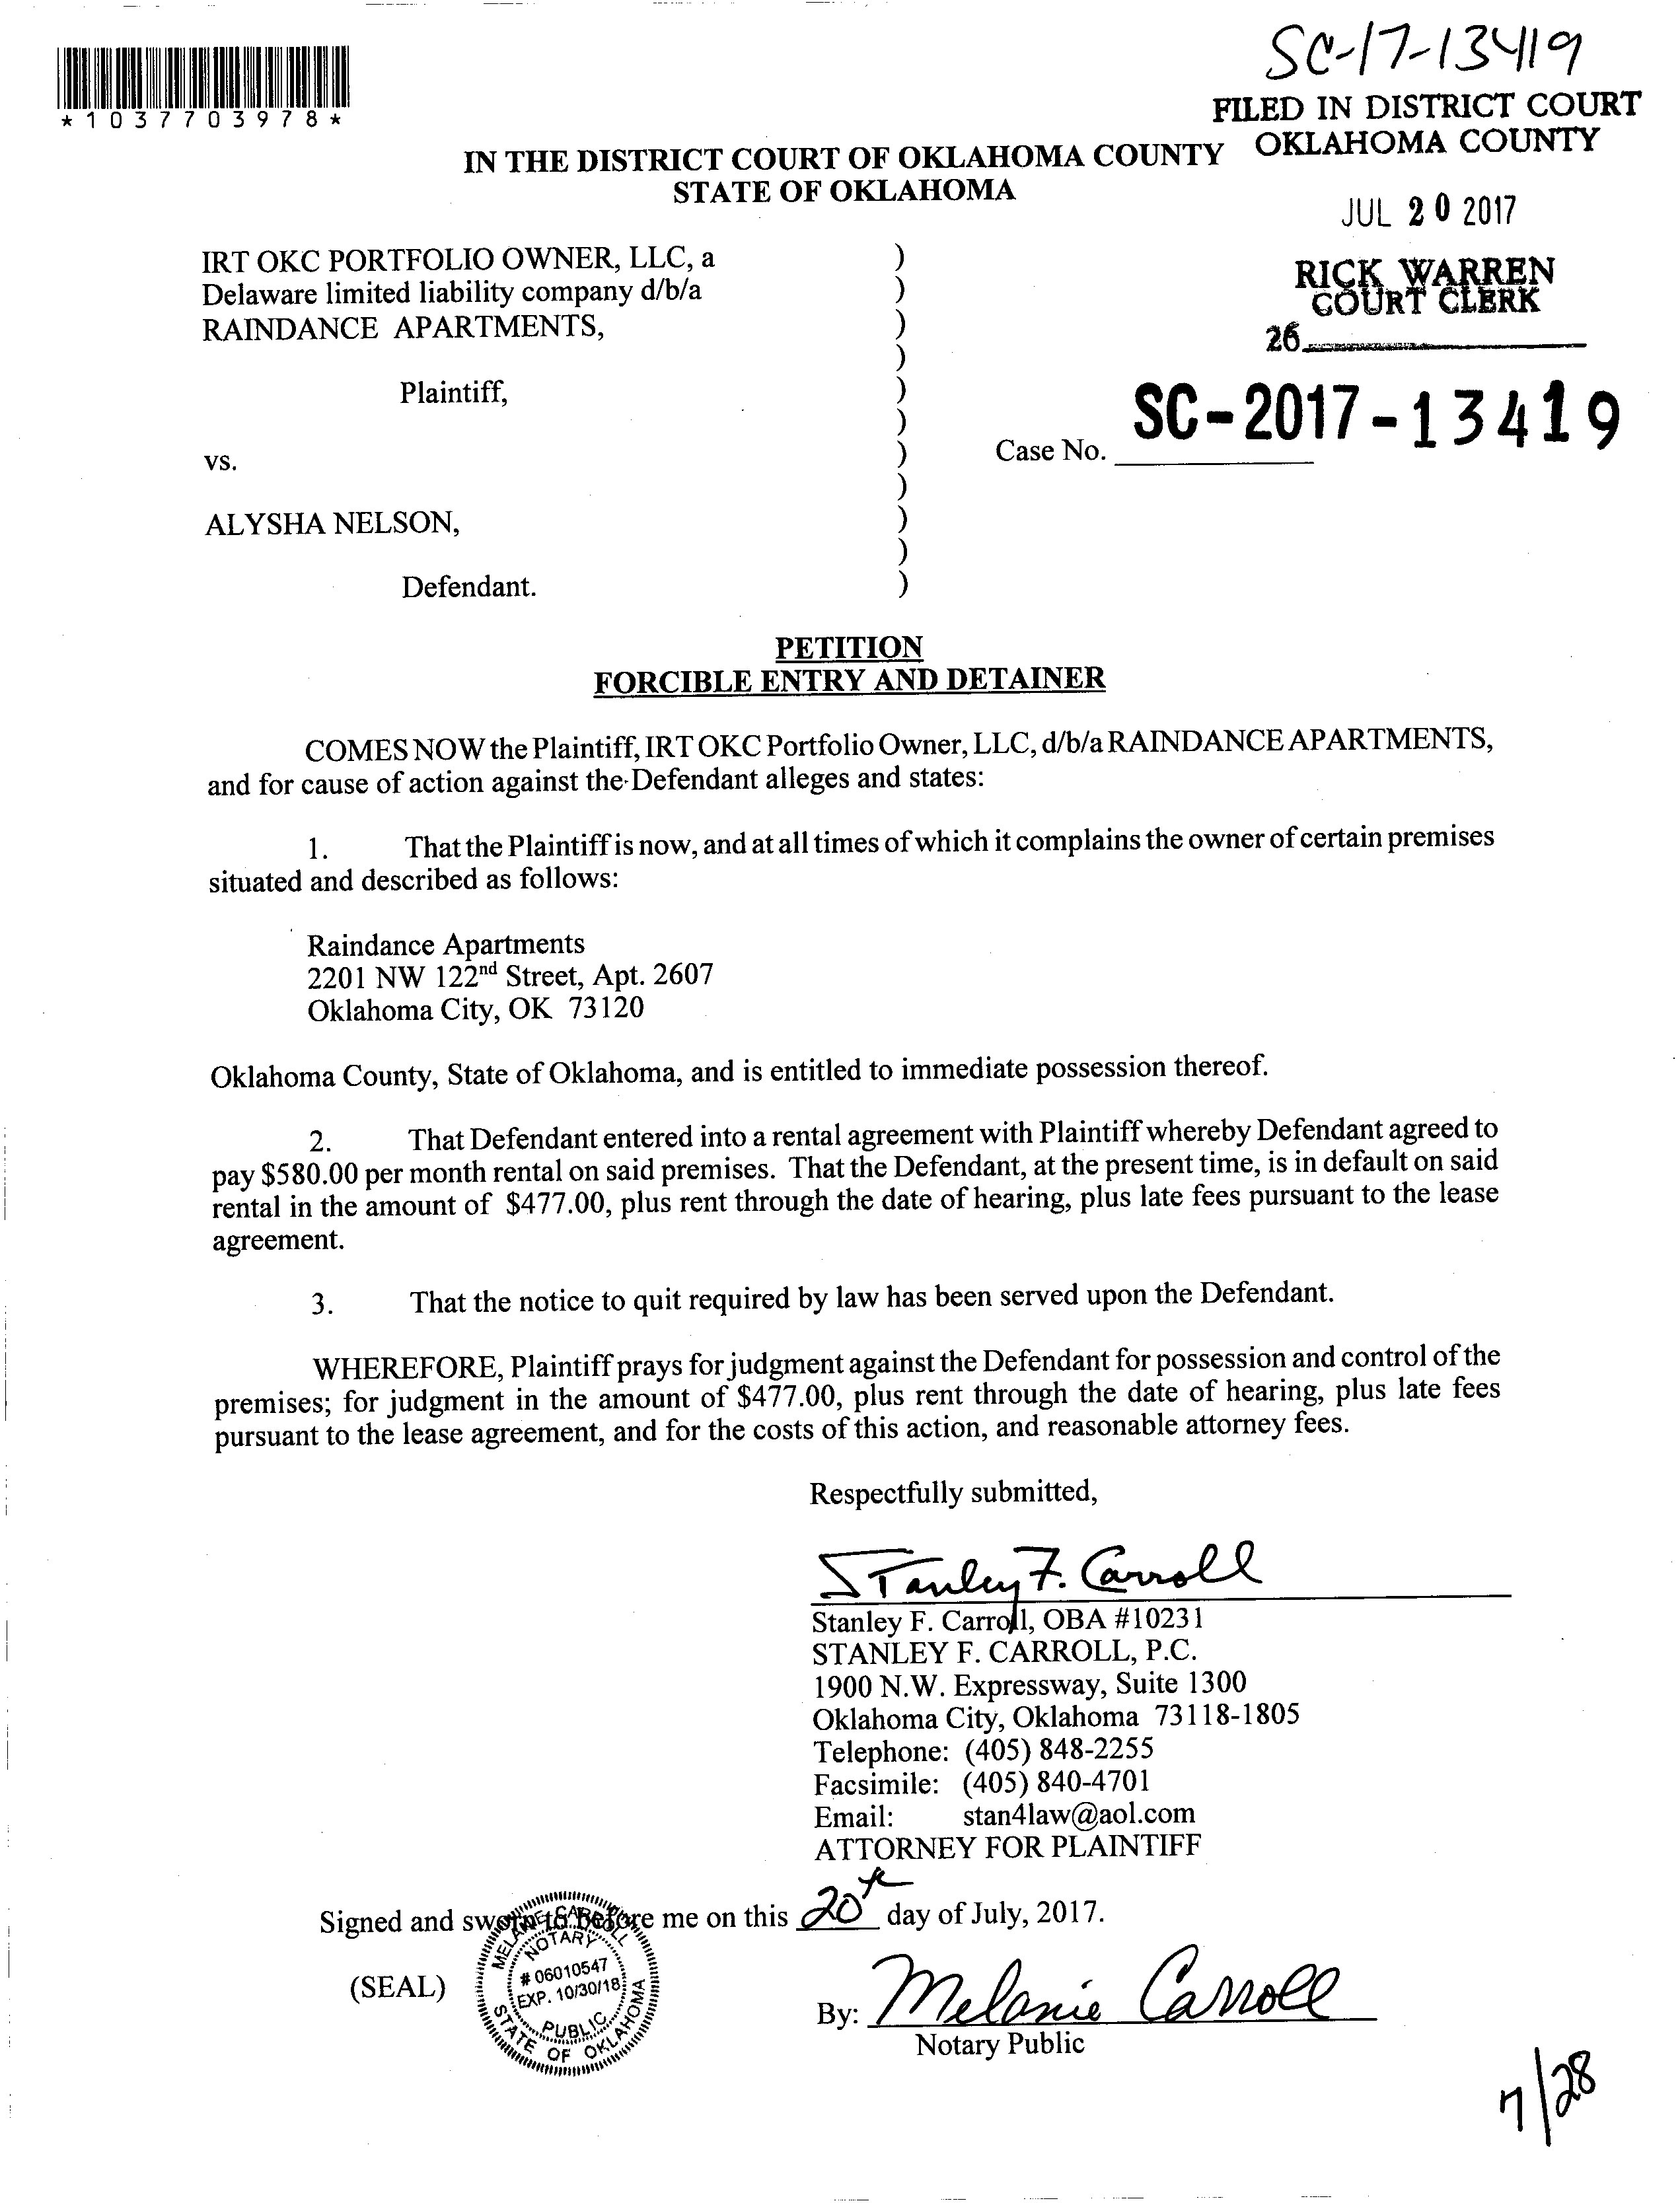 SC-17-13419
*1037703978*
FILED IN DISTRICT COURT
OKLAHOMA COUNTY
IN THE DISTRICT COURT OF OKLAHOMA COUNTY
STATE OF OKLAHOMA
JUL 20 2017
RICK WARREN
COURT CLERK
26
IRT OKC PORTFOLIO OWNER, LLC, a )
Delaware limited liability company d/b/a )
RAINDANCE APARTMENTS, )
)
Plaintiff, )
)
vs. ) Case No. SC-2017-13419
)
ALYSHA NELSON, )
)
Defendant. )
PETITION
FORCIBLE ENTRY AND DETAINER
COMES NOW the Plaintiff, IRT OKC Portfolio Owner, LLC, d/b/a RAINDANCE APARTMENTS,
and for cause of action against the Defendant alleges and states:
1. That the Plaintiff is now, and at all times of which it complains the owner of certain premises
situated and described as follows:
Raindance Apartments
2201 NW 122nd Street, Apt. 2607
Oklahoma City, OK 73120
Oklahoma County, State of Oklahoma, and is entitled to immediate possession thereof.
2. That Defendant entered into a rental agreement with Plaintiff whereby Defendant agreed to
pay $580.00 per month rental on said premises. That the Defendant, at the present time, is in default on said
rental in the amount of $477.00, plus rent through the date of hearing, plus late fees pursuant to the lease
agreement.
3. That the notice to quit required by law has been served upon the Defendant.
WHEREFORE, Plaintiff prays for judgment against the Defendant for possession and control of the
premises; for judgment in the amount of $477.00, plus rent through the date of hearing, plus late fees
pursuant to the lease agreement, and for the costs of this action, and reasonable attorney fees.
Respectfully submitted,
Stanley F. Carroll
Stanley F. Carroll, OBA #10231
STANLEY F. CARROLL, P.C.
1900 N.W. Expressway, Suite 1300
Oklahoma City, Oklahoma 73118-1805
Telephone: (405) 848-2255
Facsimile: (405) 840-4701
Email: stan4law@aol.com
ATTORNEY FOR PLAINTIFF
Signed and sworn to before me on this 20th day of July, 2017.
(SEAL)
MELANIE CARROLL
NOTARY
# 06010547
EXP. 10/30/18
PUBLIC
STATE OF OKLAHOMA
By: Melanie Carroll
Notary Public
7/28